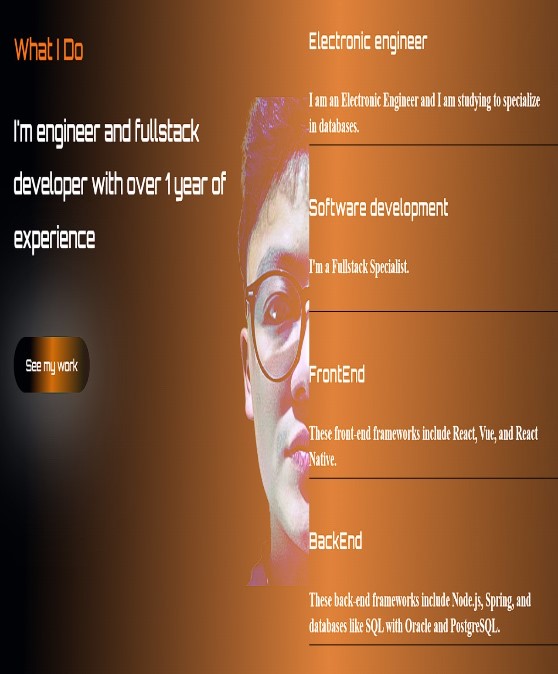 What I Do
I'm engineer and fullstack
developer with over 1 year of
experience
See my work
Electronic engineer
I am an Electronic Engineer and I am studying to specialize
in databases.
Software development
I'm a Fullstack Specialist.
FrontEnd
These front-end frameworks include React, Vue, and React
Native.
BackEnd
These back-end frameworks include Node.js, Spring, and
databases like SQL with Oracle and PostgreSQL.